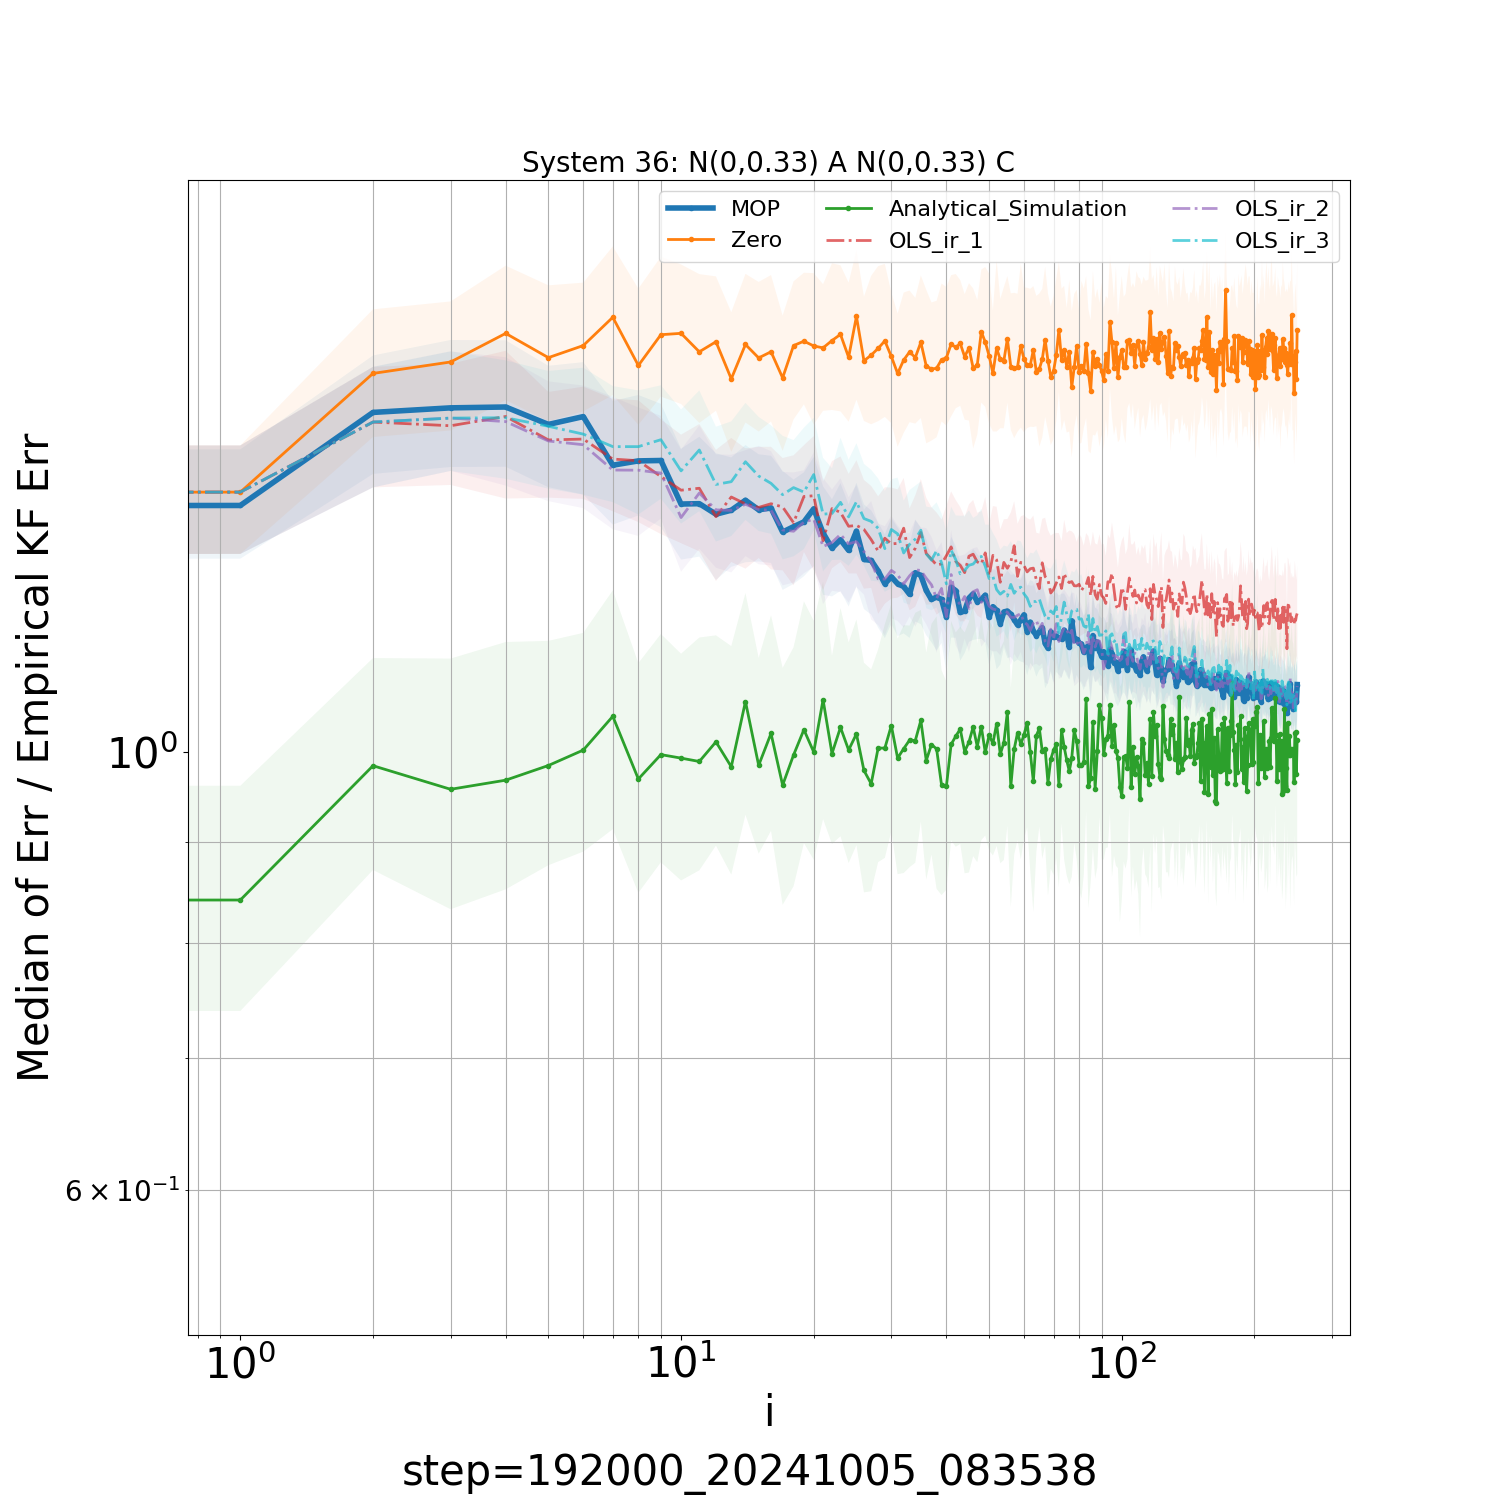 System 36: N(0,0.33) A N(0,0.33) C
MOP
Zero
Analytical_Simulation
OLS_ir_1
OLS_ir_2
OLS_ir_3
Median of Err / Empirical KF Err
10⁰
6 × 10⁻¹
10⁰ 10¹ 10²
i
step=192000_20241005_083538